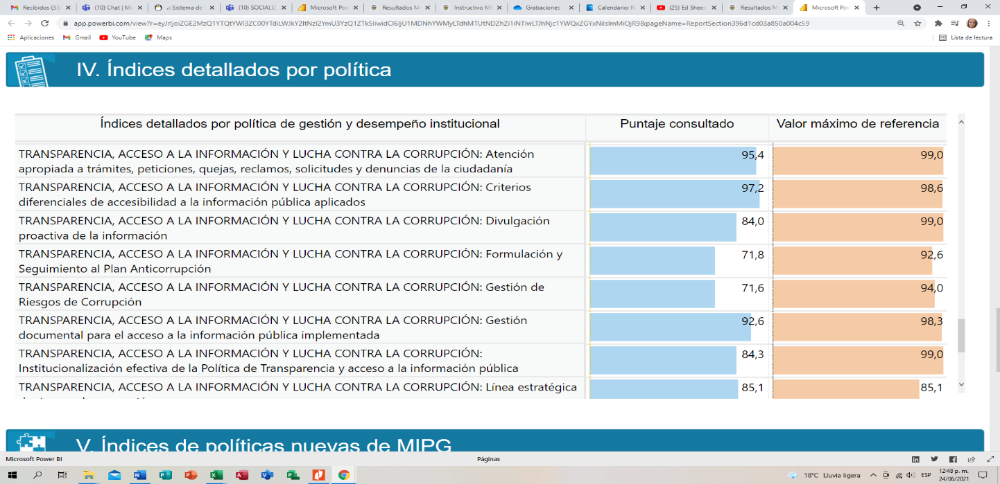 Recibidos (33
(10) Chat | Mi
.:: Sistema de
(10) SOCIALIZ
Microsoft Pow
Resultados M
Instructivo MI
Grabaciones -
Calendario: R
(25) Ed Sheer
Resultados M
Microsoft Pow
Aplicaciones
Gmail
YouTube
Maps
Lista de lectura
IV. Índices detallados por política
Índices detallados por política de gestión y desempeño institucional
Puntaje consultado
Valor máximo de referencia
TRANSPARENCIA, ACCESO A LA INFORMACIÓN Y LUCHA CONTRA LA CORRUPCIÓN: Atención
apropiada a trámites, peticiones, quejas, reclamos, solicitudes y denuncias de la ciudadanía
95,4
99,0
TRANSPARENCIA, ACCESO A LA INFORMACIÓN Y LUCHA CONTRA LA CORRUPCIÓN: Criterios
diferenciales de accesibilidad a la información pública aplicados
97,2
98,6
TRANSPARENCIA, ACCESO A LA INFORMACIÓN Y LUCHA CONTRA LA CORRUPCIÓN: Divulgación
proactiva de la información
84,0
99,0
TRANSPARENCIA, ACCESO A LA INFORMACIÓN Y LUCHA CONTRA LA CORRUPCIÓN: Formulación y
Seguimiento al Plan Anticorrupción
71,8
92,6
TRANSPARENCIA, ACCESO A LA INFORMACIÓN Y LUCHA CONTRA LA CORRUPCIÓN: Gestión de
Riesgos de Corrupción
71,6
94,0
TRANSPARENCIA, ACCESO A LA INFORMACIÓN Y LUCHA CONTRA LA CORRUPCIÓN: Gestión
documental para el acceso a la información pública implementada
92,6
98,3
TRANSPARENCIA, ACCESO A LA INFORMACIÓN Y LUCHA CONTRA LA CORRUPCIÓN:
Institucionalización efectiva de la Política de Transparencia y acceso a la información pública
84,3
99,0
TRANSPARENCIA, ACCESO A LA INFORMACIÓN Y LUCHA CONTRA LA CORRUPCIÓN: Línea estratégica
85,1
85,1
V. Índices de políticas nuevas de MIPG
Microsoft Power BI
Páginas
18°C Lluvia ligera
ESP
12:48 p. m.
24/06/2021